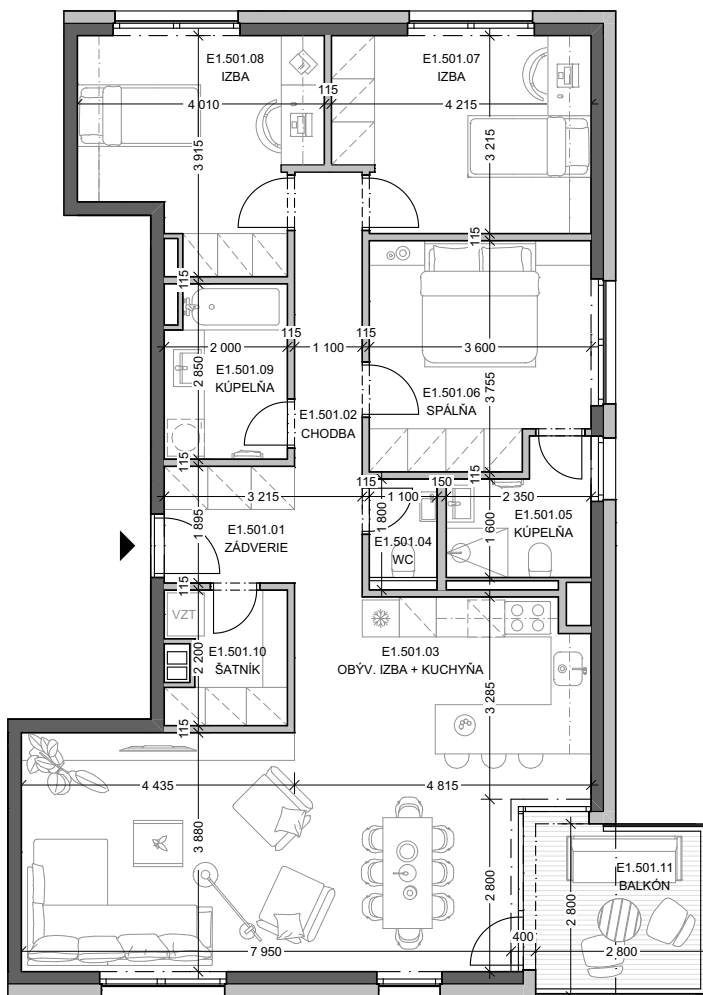 E1.501.08
IZBA
E1.501.07
IZBA
4 010
115
4 215
3 915
3 215
115
115
115
2 000
115
1 100
115
3 600
2 850
E1.501.09
KÚPELŇA
E1.501.06
SPÁLŇA
3 755
E1.501.02
CHODBA
115
115
3 215
115
1 100
150
2 350
1 895
E1.501.01
ZÁDVERIE
1 800
E1.501.04
WC
1 600
E1.501.05
KÚPELŇA
115
115
VZT
2 200
E1.501.10
ŠATNÍK
E1.501.03
OBÝV. IZBA + KUCHYŇA
3 285
115
4 435
4 815
3 880
2 800
E1.501.11
BALKÓN
2 800
400
7 950
2 800